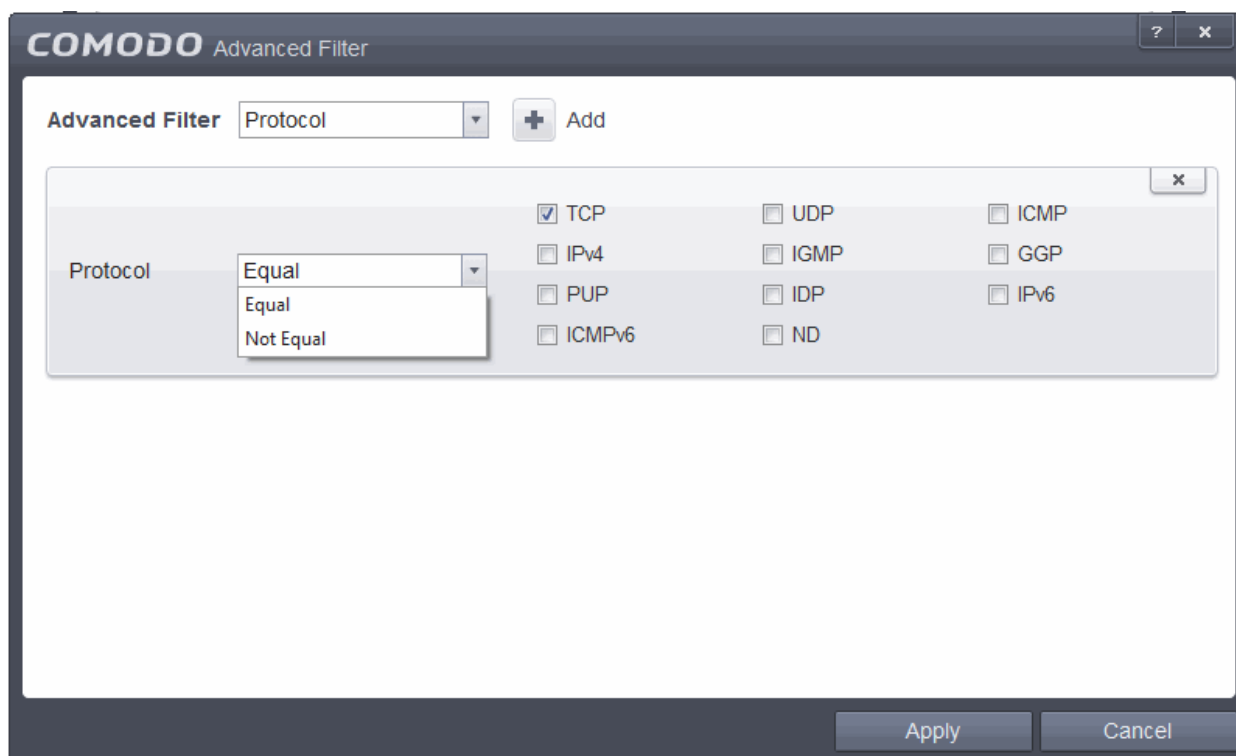 COMODO Advanced Filter ? x
Advanced Filter Protocol + Add
x
TCP UDP ICMP
IPv4 IGMP GGP
Protocol Equal
PUP IDP IPv6
Equal
ICMPv6 ND
Not Equal
Apply Cancel